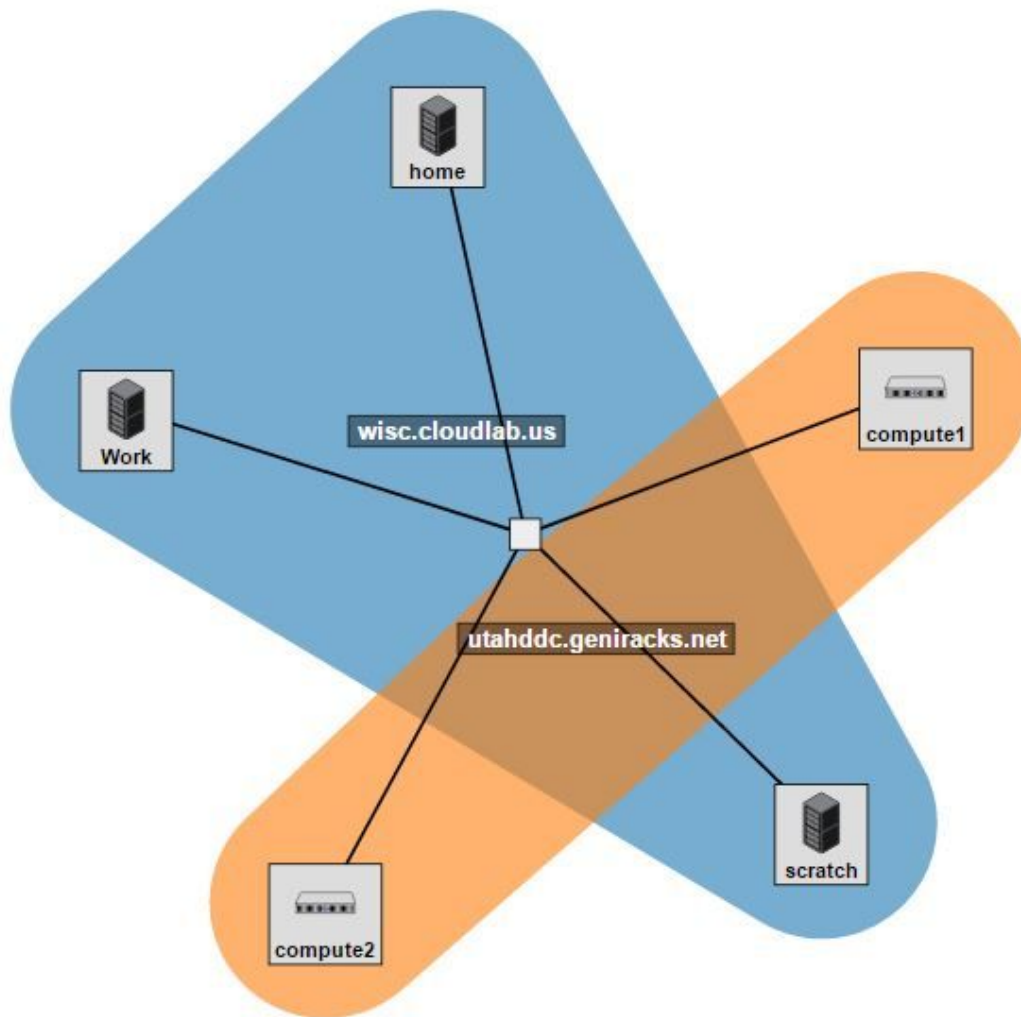 home
compute1
wisc.cloudlab.us
Work
utahddc.geniracks.net
scratch
compute2